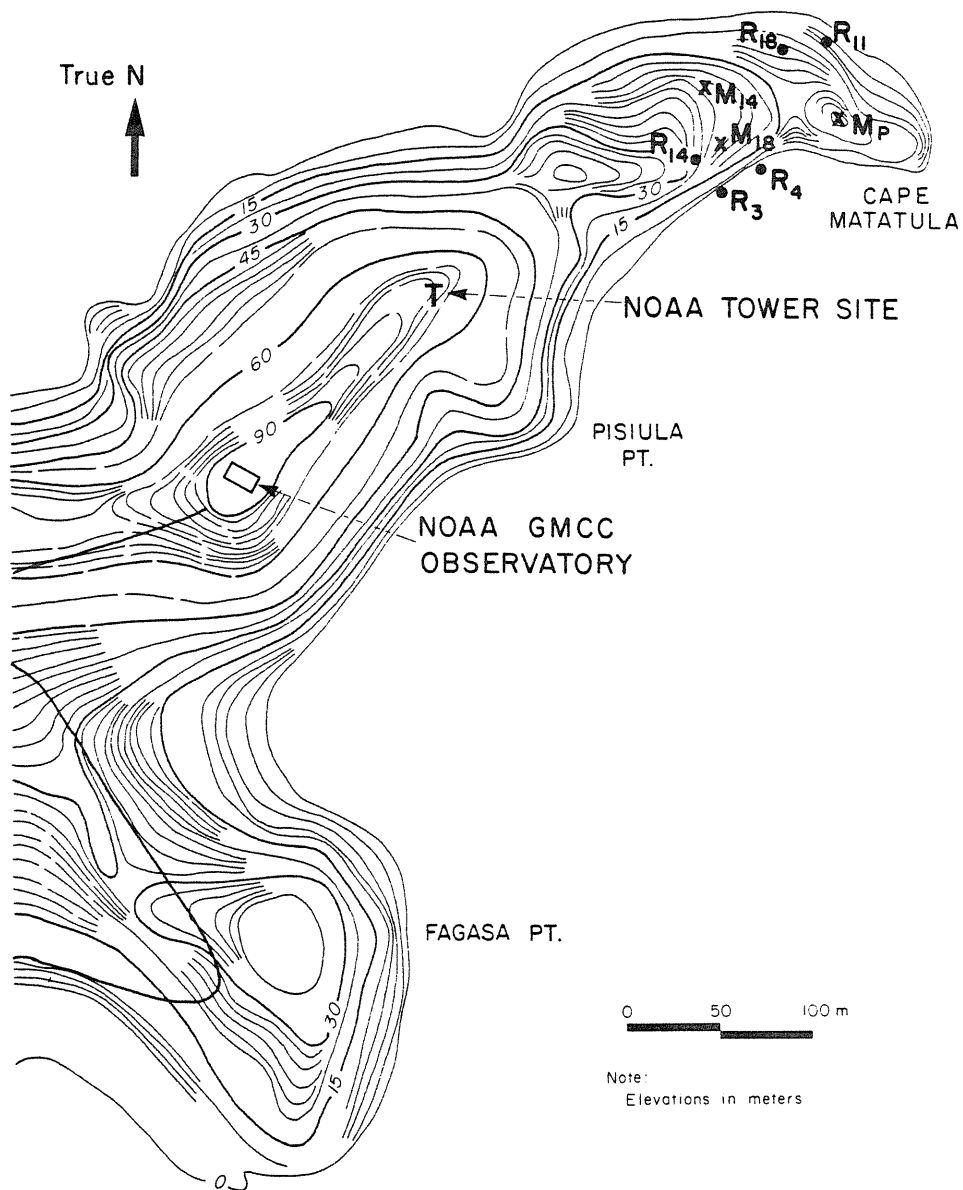 True N
R18
R11
M14
MP
M18
R14
R4
R3
CAPE
MATATULA
30
15
15
30
45
T
NOAA TOWER SITE
60
90
PISIULA
PT.
NOAA GMCC
OBSERVATORY
FAGASA PT.
30
15
0
0 50 100 m
Note:
Elevations in meters